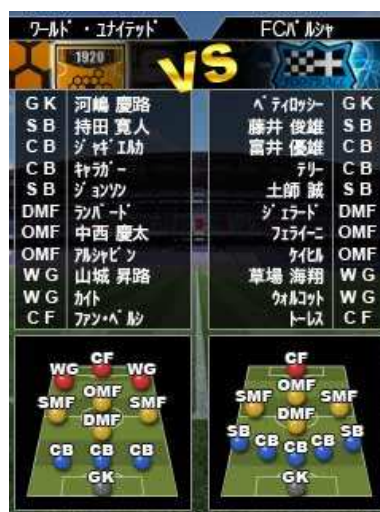 ワールド・ユナイテッド FCバルシャ
1920 VS
GK 河嶋 慶路 ペティロッシー GK
SB 持田 寛人 藤井 俊雄 SB
CB ジャギエルカ 富井 優雄 CB
CB キャラガー テリー CB
SB ジョンソン 土師 誠 SB
DMF ランパード ジェラード DMF
OMF 中西 慶太 フェライーニ OMF
OMF アルシャビン ケイヒル OMF
WG 山城 昇路 草場 海翔 WG
WG カイト ウォルコット WG
CF ファン・ペルシ トーレス CF
WG CF WG
SMF OMF SMF
DMF
CB CB CB
GK
CF
SMF OMF SMF
DMF
SB CB CB CB SB
GK